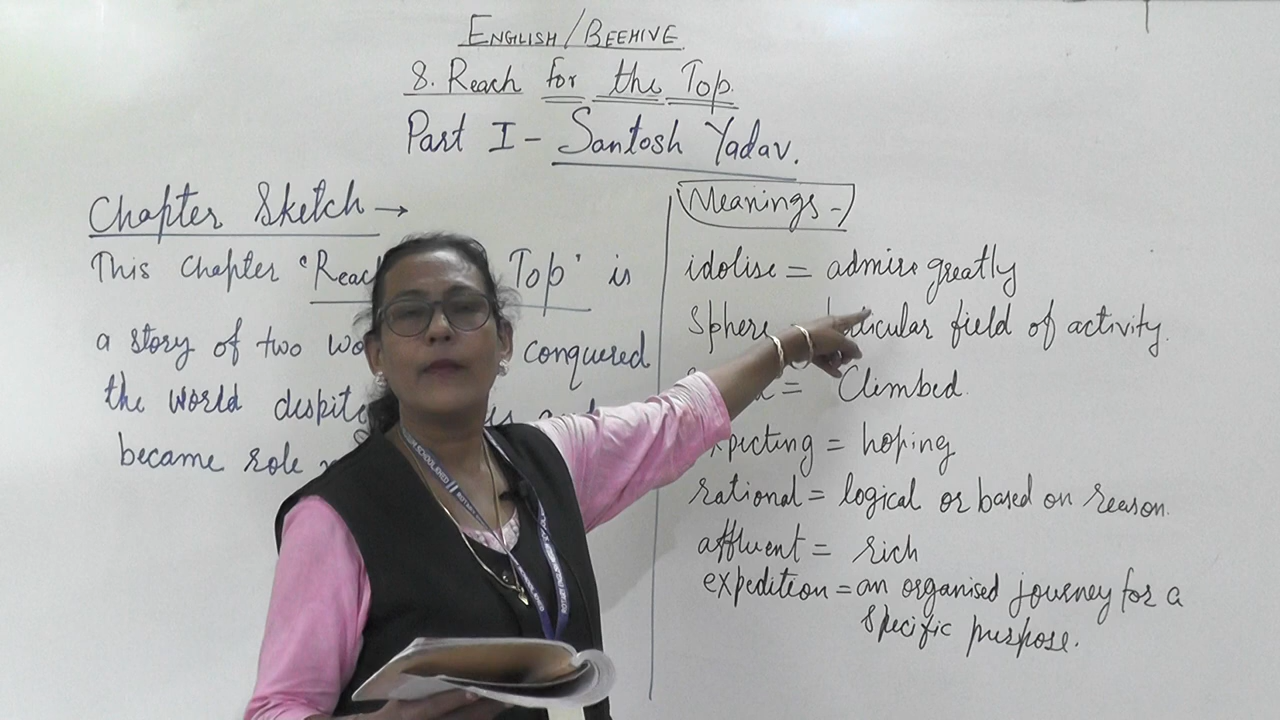 ENGLISH/BEEHIVE
8. Reach for the Top.
Part I - Santosh Yadav.
Chapter Sketch →
This Chapter 'Reac Top' is
a story of two wo conquered
the world despite
became role
Meanings -
idolise = admire greatly
Sphere ticular field of activity.
= Climbed.
xpecting = hoping
rational = logical or based on reason.
affluent = rich
expedition = an organised journey for a
specific purpose.